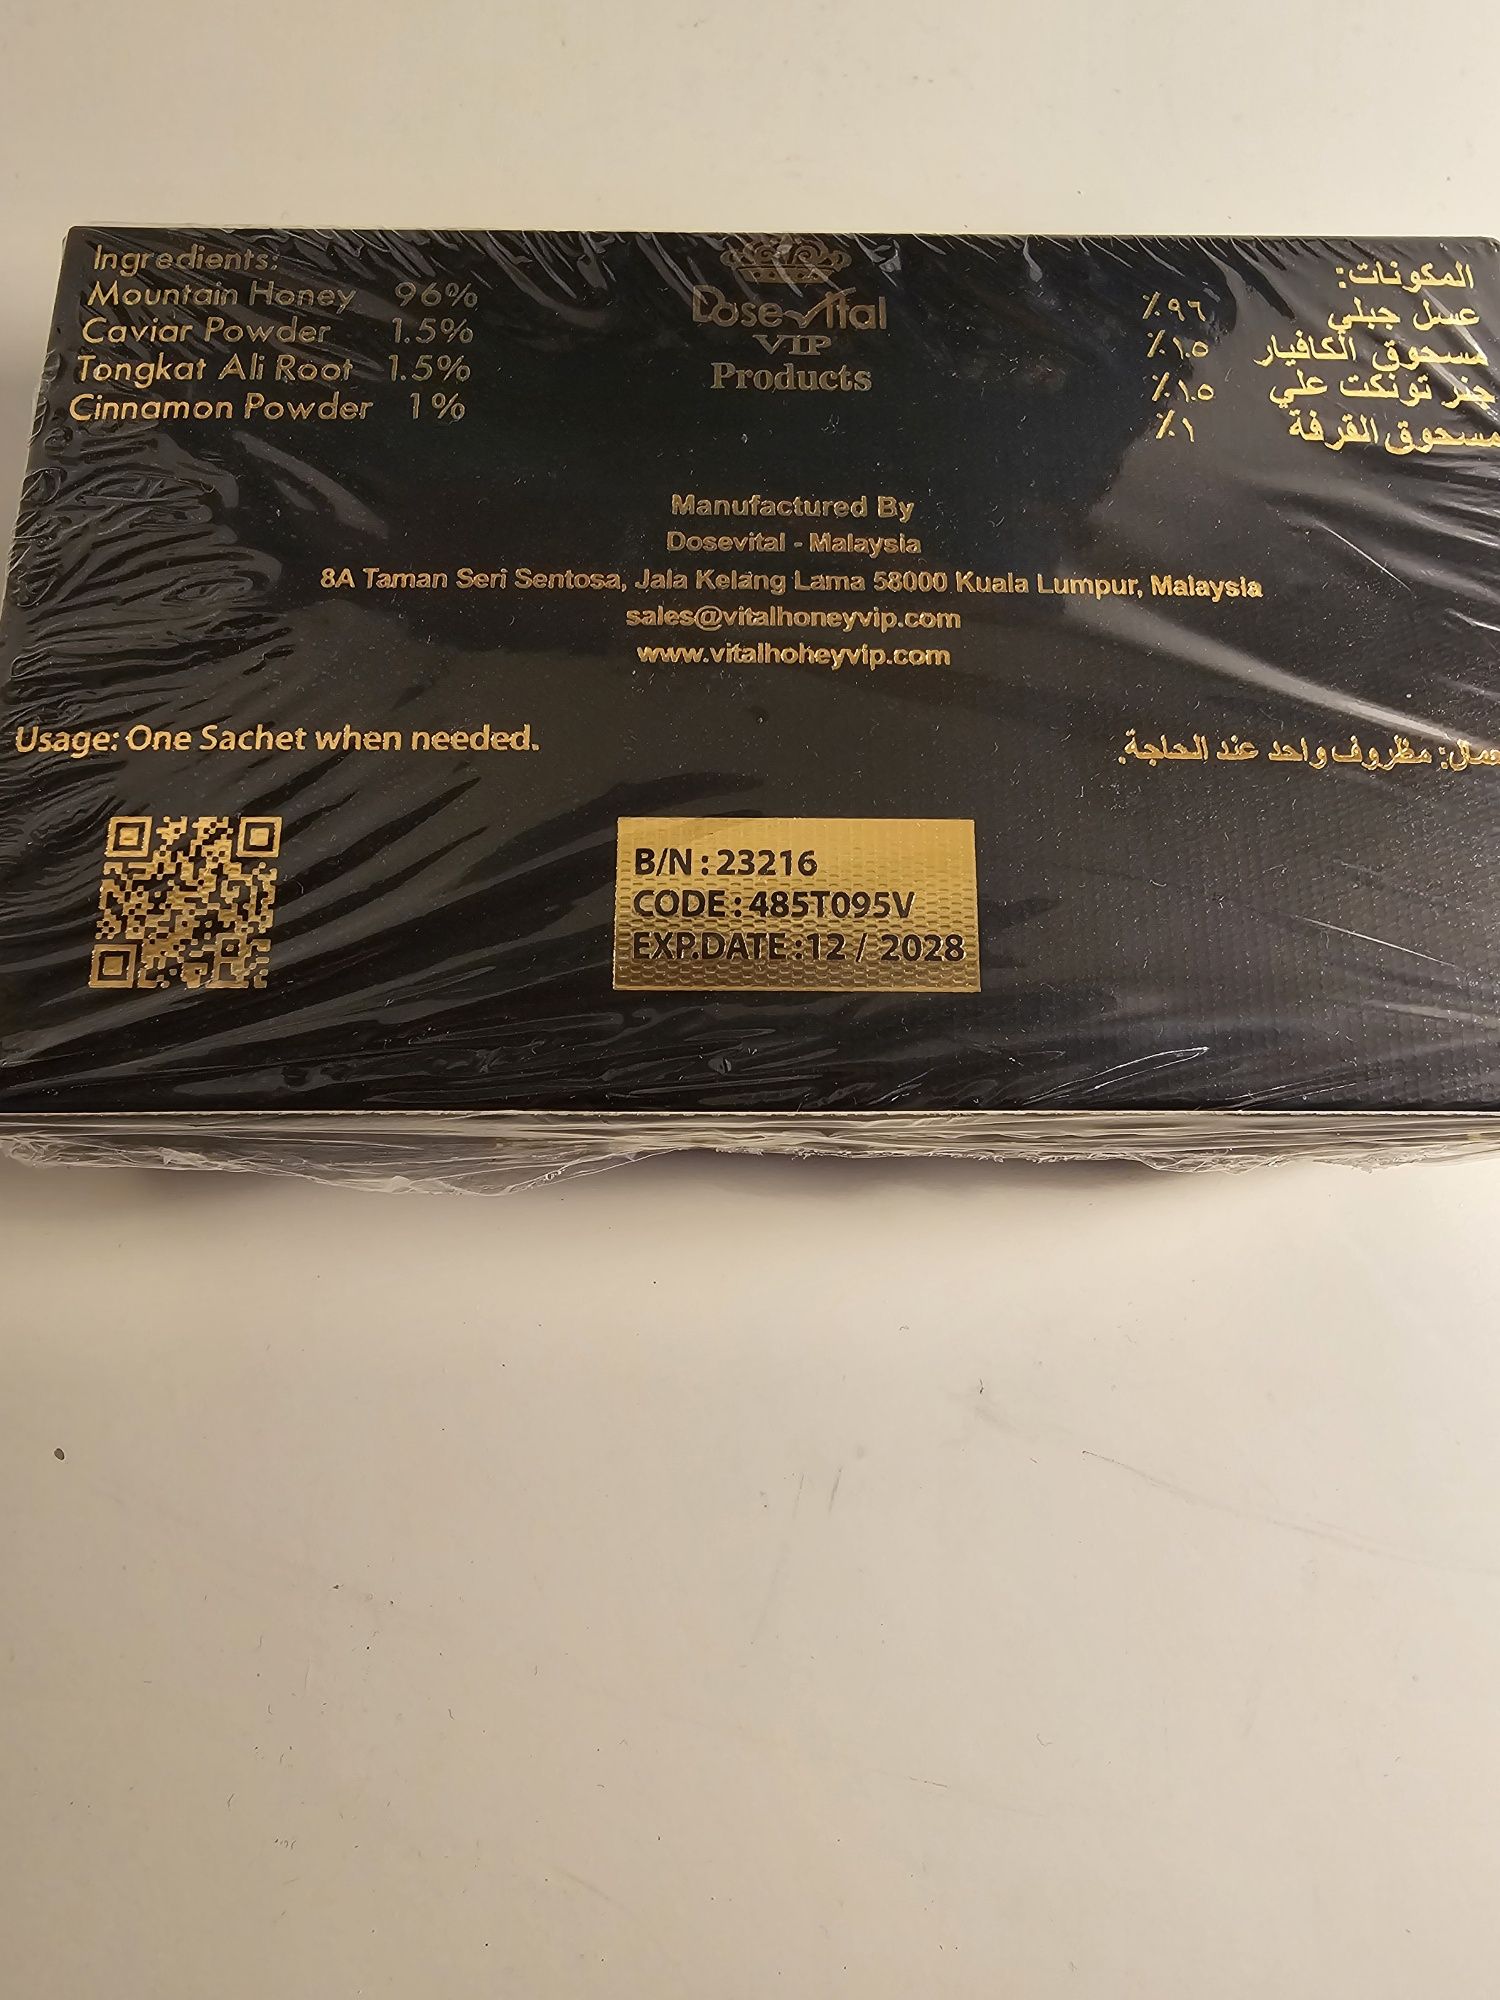 Ingredients:
Mountain Honey 96%
Caviar Powder 1.5%
Tongkat Ali Root 1.5%
Cinnamon Powder 1%
DoseVital
VIP
Products
المكونات:
عسل جبلي ٩٦٪
مسحوق الكافيار ١.٥٪
جذر تونكت علي ١.٥٪
مسحوق القرفة ١٪
Manufactured By
Dosevital - Malaysia
8A Taman Seri Sentosa, Jala Kelang Lama 58000 Kuala Lumpur, Malaysia
sales@vitalhoneyvip.com
www.vitalhoneyvip.com
Usage: One Sachet when needed.
مظروف واحد عند الحاجة.
B/N : 23216
CODE : 485T095V
EXP.DATE : 12 / 2028